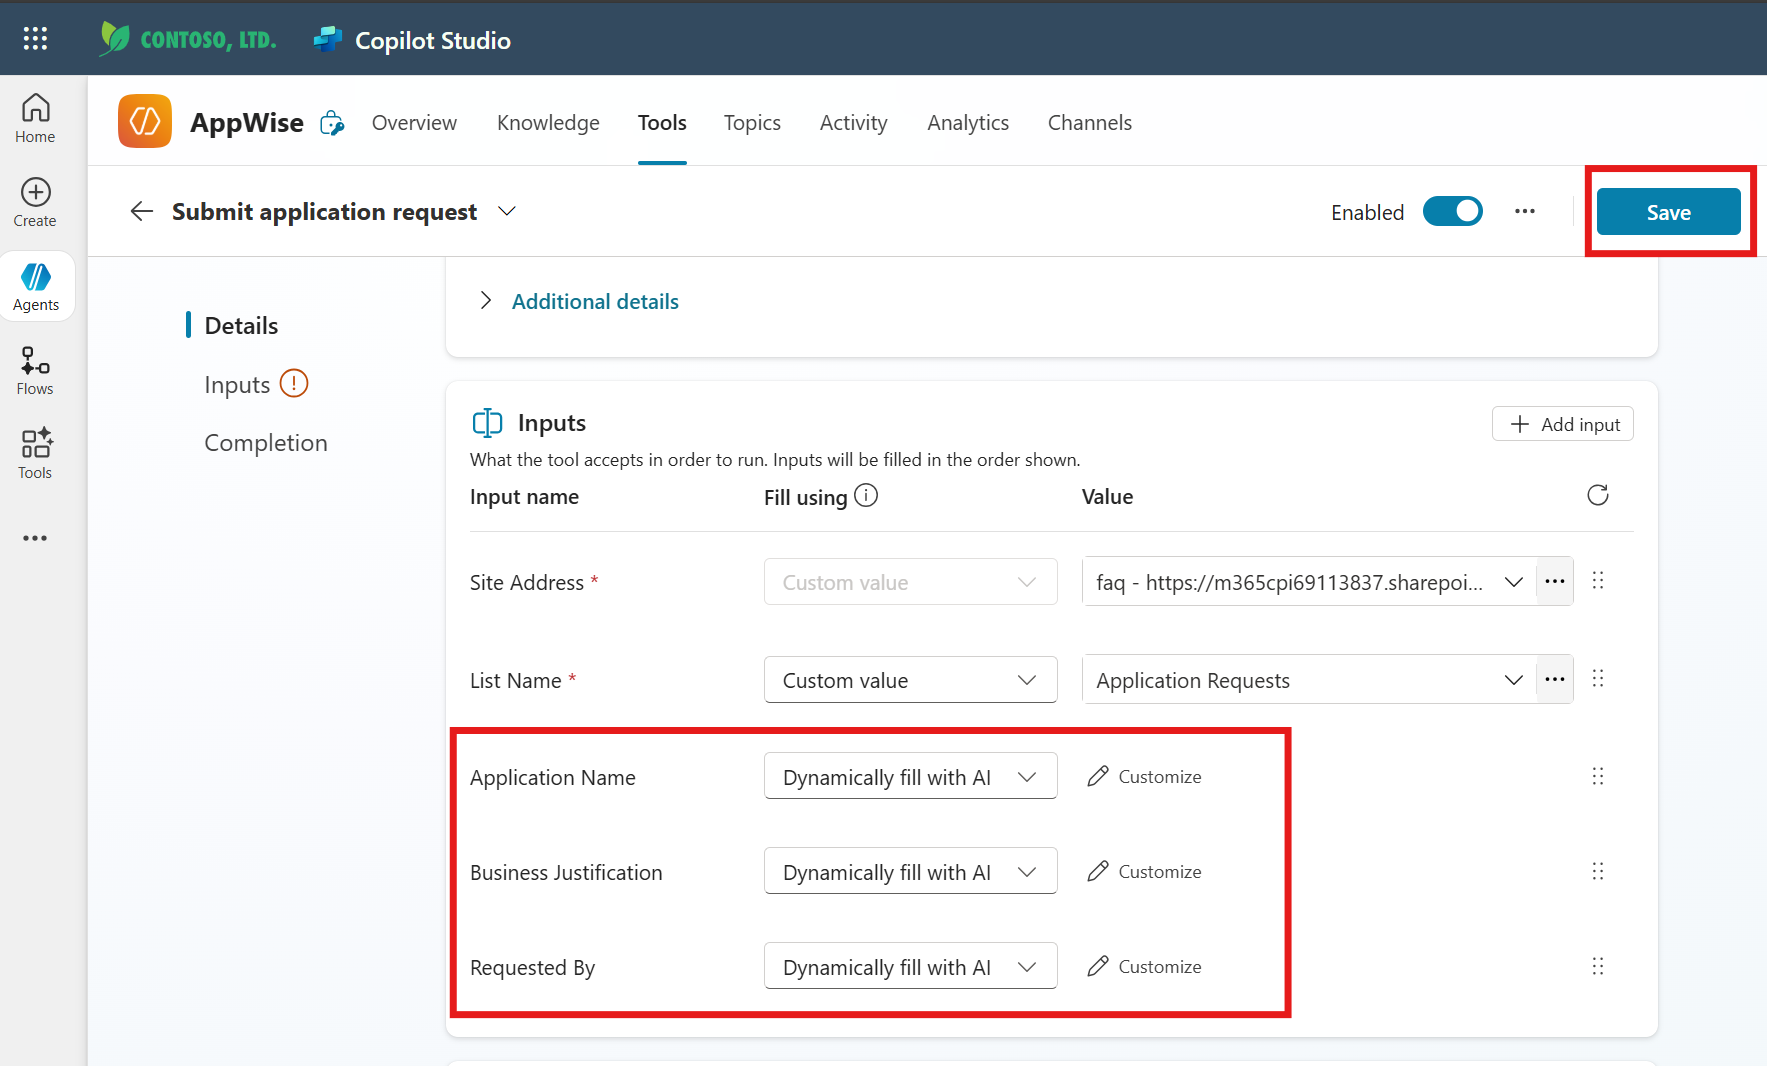 CONTOSO, LTD. Copilot Studio
AppWise Overview Knowledge Tools Topics Activity Analytics Channels
Home
Create
Agents
Flows
Tools
Submit application request Enabled Save
Details
Inputs
Completion
Additional details
Inputs Add input
What the tool accepts in order to run. Inputs will be filled in the order shown.
Input name Fill using Value
Site Address * Custom value faq - https://m365cpi69113837.sharepoi...
List Name * Custom value Application Requests
Application Name Dynamically fill with AI Customize
Business Justification Dynamically fill with AI Customize
Requested By Dynamically fill with AI Customize